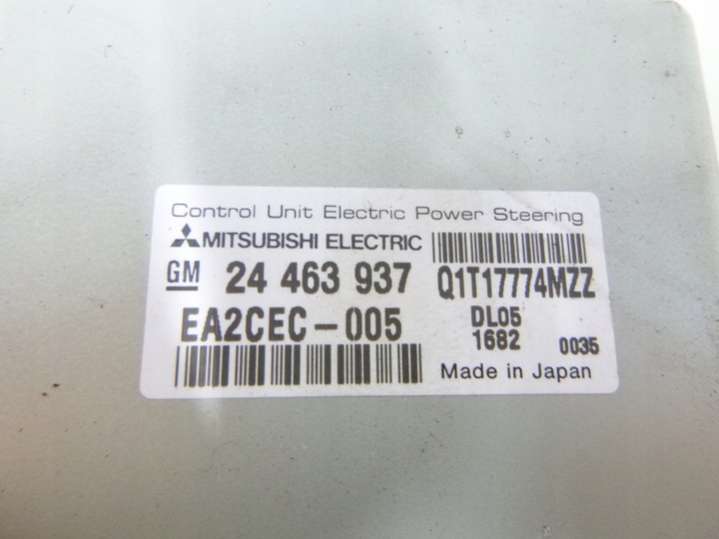 Control Unit Electric Power Steering
MITSUBISHI ELECTRIC
GM 24 463 937 Q1T17774MZZ
EA2CEC-005 DL05
1682 0035
Made in Japan